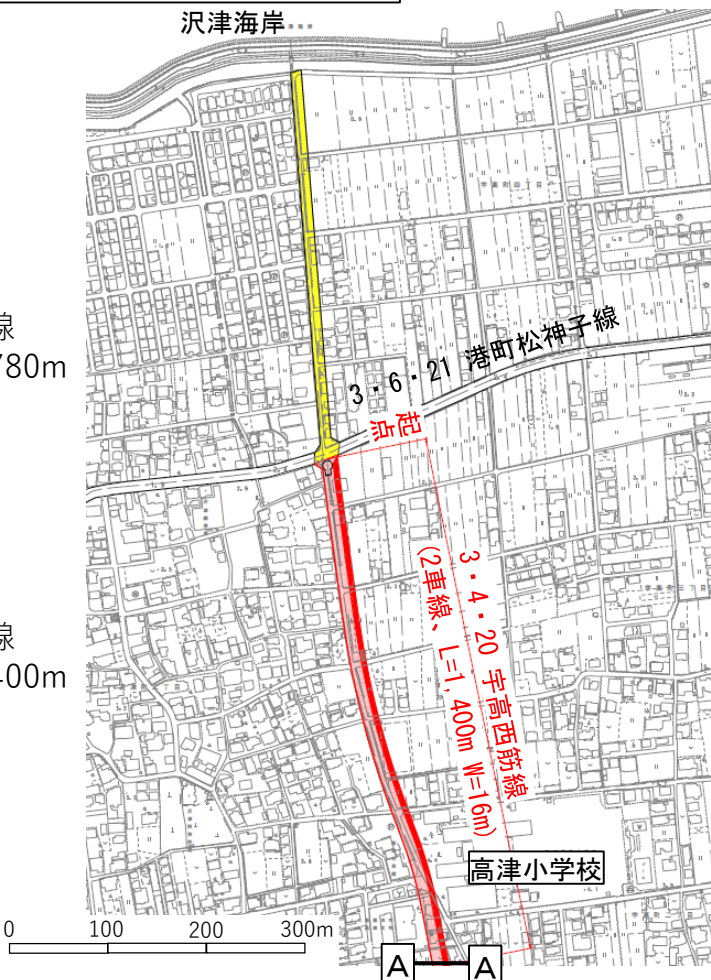 沢津海岸
線
780m
3・6・21 港町松神子線
起点
3・4・20 宇高西筋線
(2車線、L=1,400m W=16m)
線
400m
高津小学校
0 100 200 300m
A A